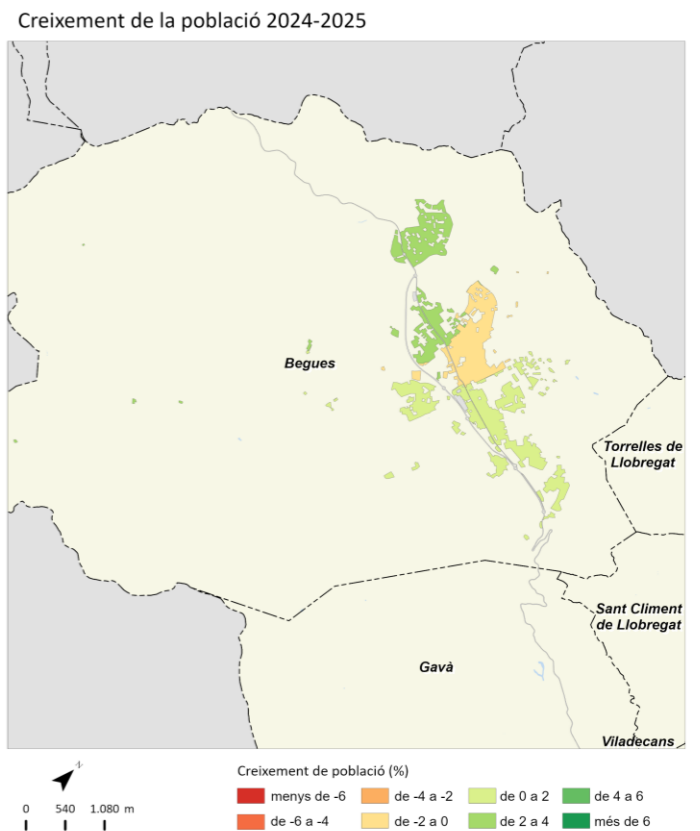 Creixement de la població 2024-2025
Begues
Torrelles de
Llobregat
Sant Climent
de Llobregat
Gavà
Viladecans
N
0 540 1.080 m
Creixement de població (%)
menys de -6
de -4 a -2
de 0 a 2
de 4 a 6
de -6 a -4
de -2 a 0
de 2 a 4
més de 6